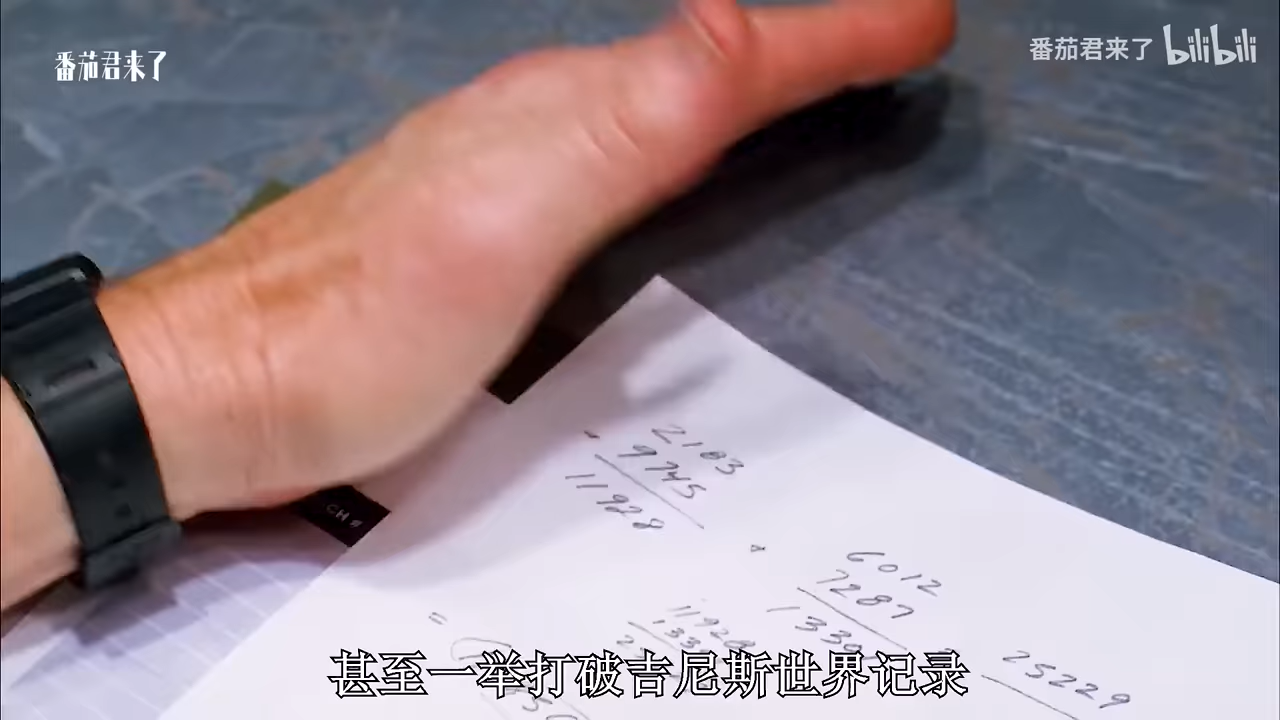 番茄君来了
番茄君来了 bilibili
2183
9745
11928
6012
7287
CH
=
25229
甚至一举打破吉尼斯世界记录